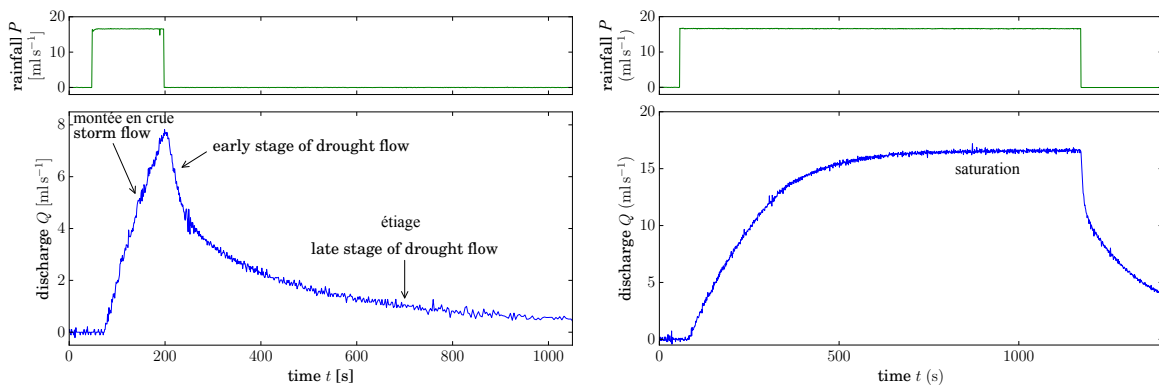 20
10
0
rainfall P
[ml s⁻¹]
8
6
4
2
0
discharge Q [ml s⁻¹]
montée en crue
storm flow
early stage of drought flow
étiage
late stage of drought flow
0 200 400 600 800 1000
time t [s]
20
10
0
rainfall P
(ml s⁻¹)
20
15
10
5
0
discharge Q (ml s⁻¹)
saturation
0 500 1000
time t (s)